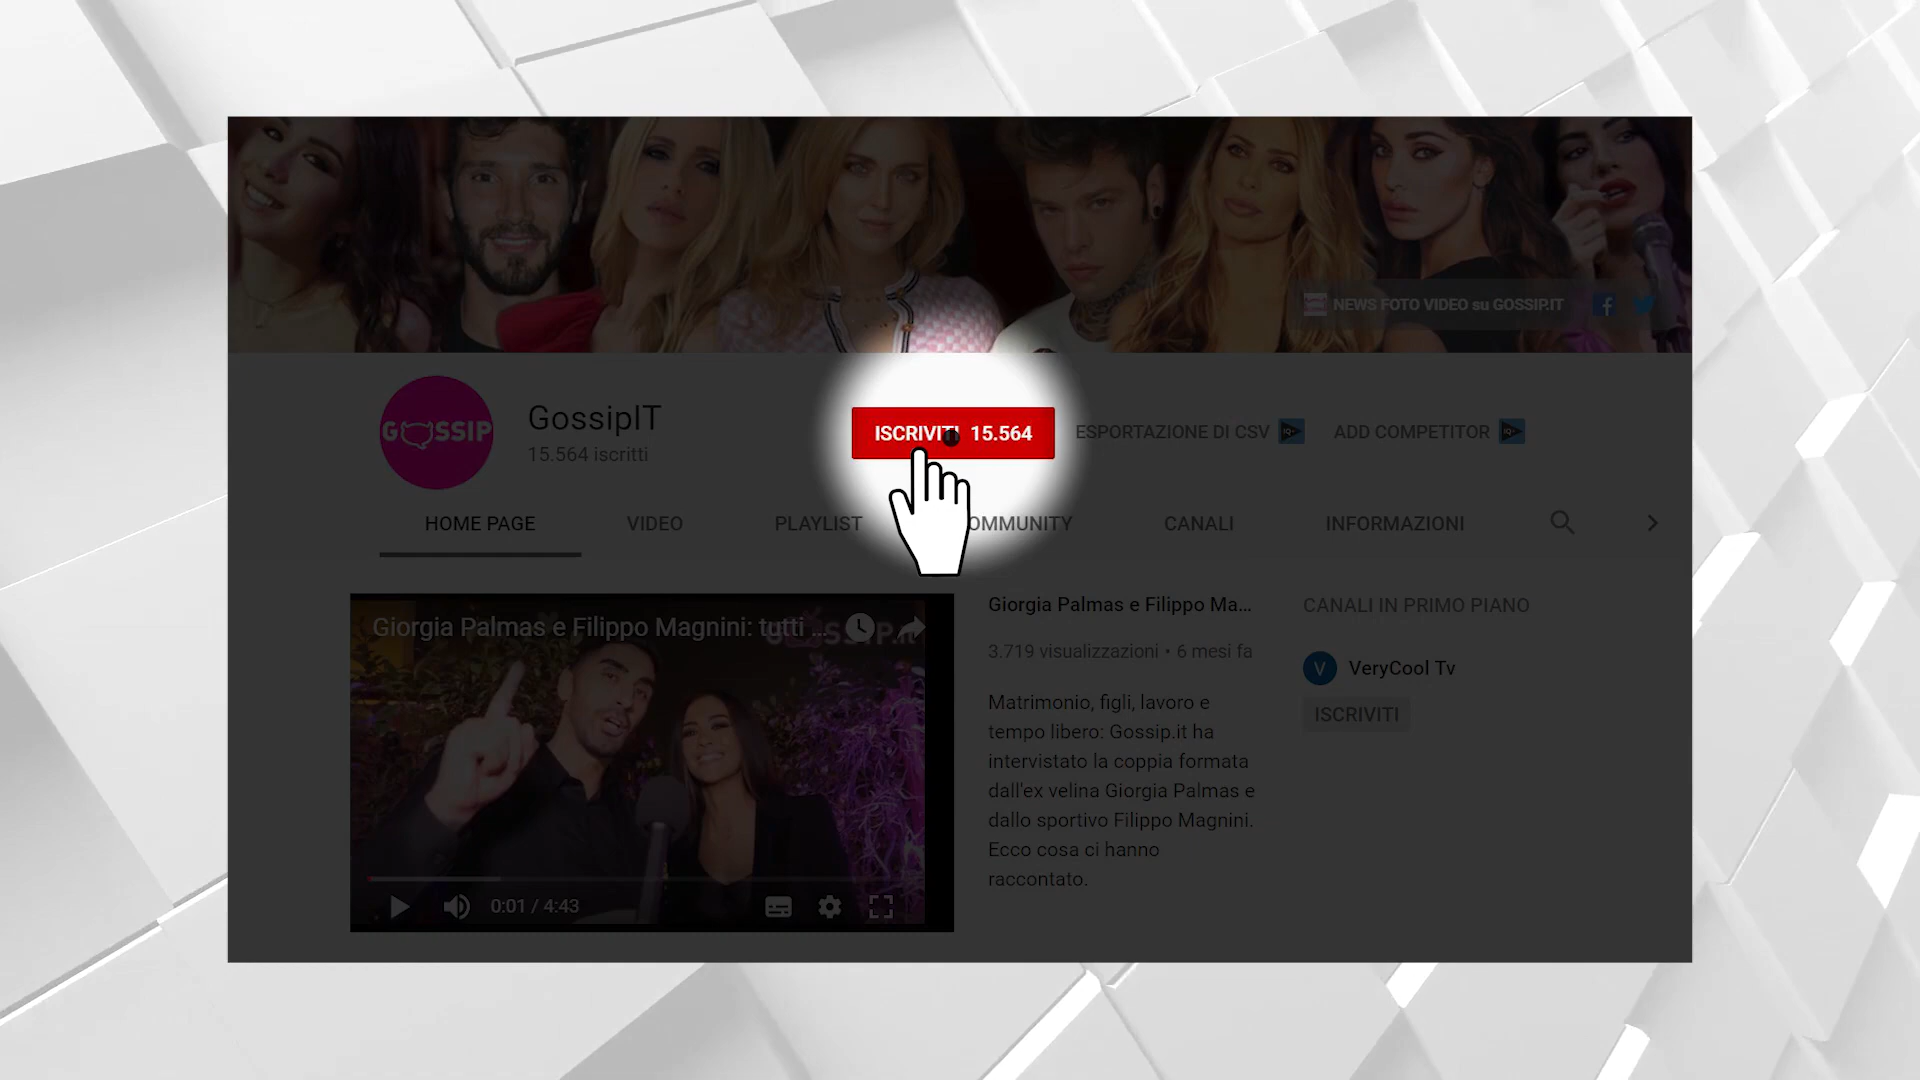 NEWS FOTO VIDEO su GOSSIP.IT
GOSSIP
GossipIT
15.564 iscritti
ISCRIVITI 15.564
ESPORTAZIONE DI CSV
ADD COMPETITOR
HOME PAGE
VIDEO
PLAYLIST
OMMUNITY
CANALI
INFORMAZIONI
Giorgia Palmas e Filippo Magnini: tutti ...
0:01 / 4:43
Giorgia Palmas e Filippo Ma...
3.719 visualizzazioni • 6 mesi fa
Matrimonio, figli, lavoro e
tempo libero: Gossip.it ha
intervistato la coppia formata
dall'ex velina Giorgia Palmas e
dallo sportivo Filippo Magnini.
Ecco cosa ci hanno
raccontato.
CANALI IN PRIMO PIANO
V VeryCool Tv
ISCRIVITI